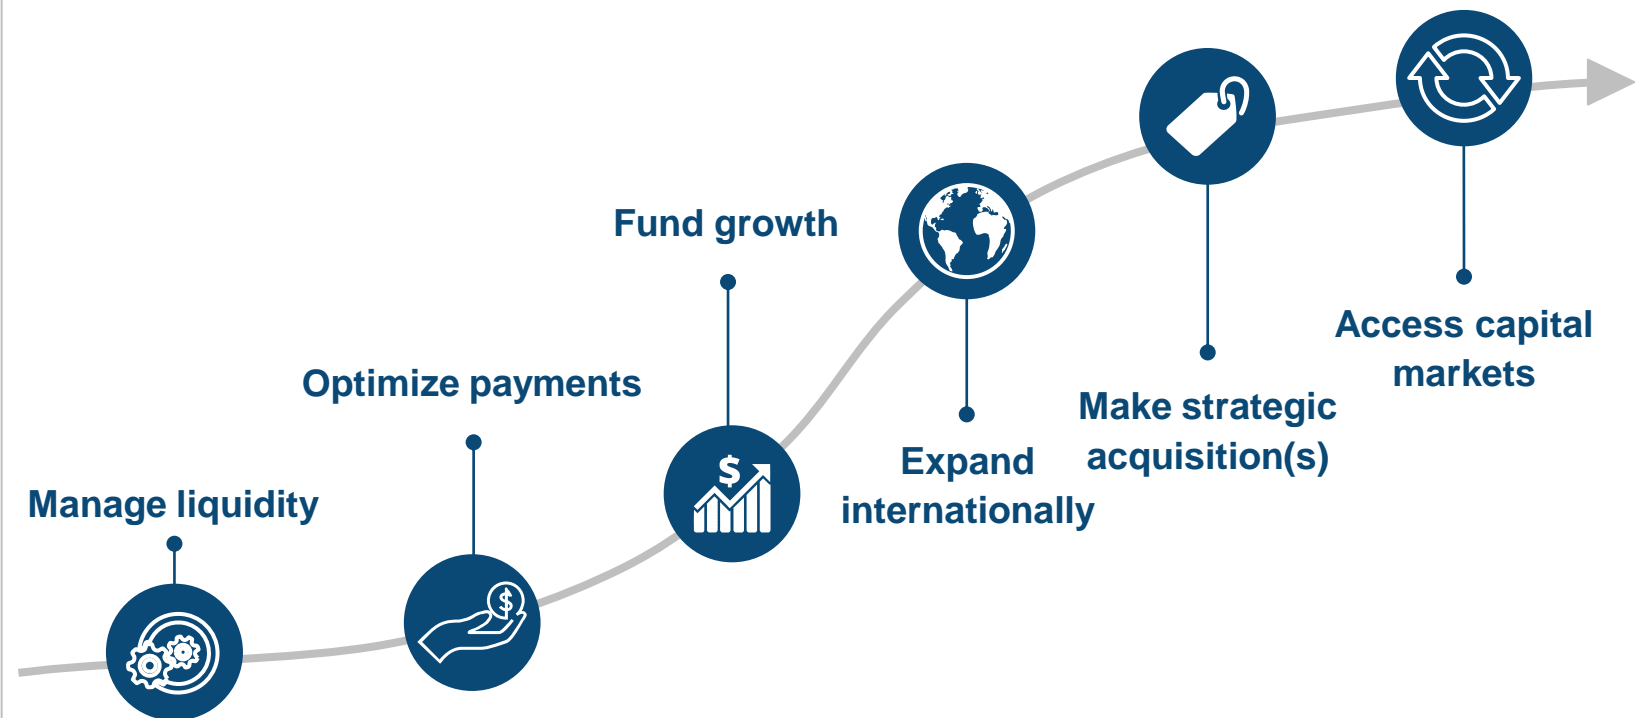 Manage liquidity
Optimize payments
Fund growth
$
$
Expand
internationally
Make strategic
acquisition(s)
Access capital
markets